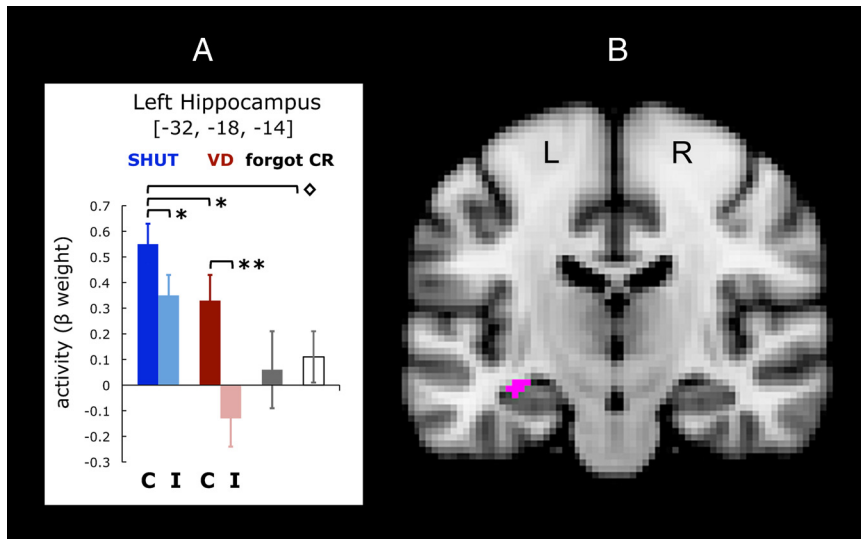 A
B
Left Hippocampus
[-32, -18, -14]
SHUT VD forgot CR
◇
*
*
**
0.7
0.6
0.5
0.4
0.3
0.2
0.1
0
-0.1
-0.2
-0.3
activity (β weight)
C I C I
L R